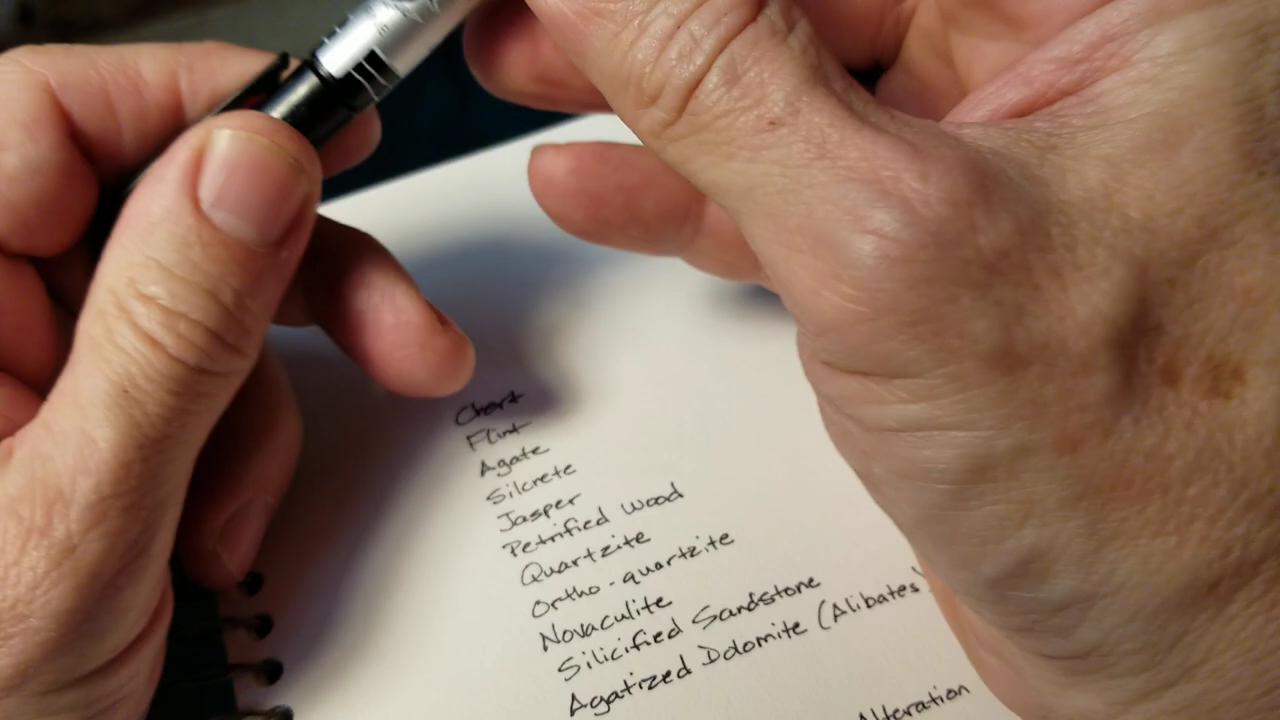 Chert
Flint
Agate
Silcrete
Jasper
Petrified Wood
Quartzite
Ortho-quartzite
Novaculite
Silicified Sandstone
Agatized Dolomite (Alibates)
Alteration